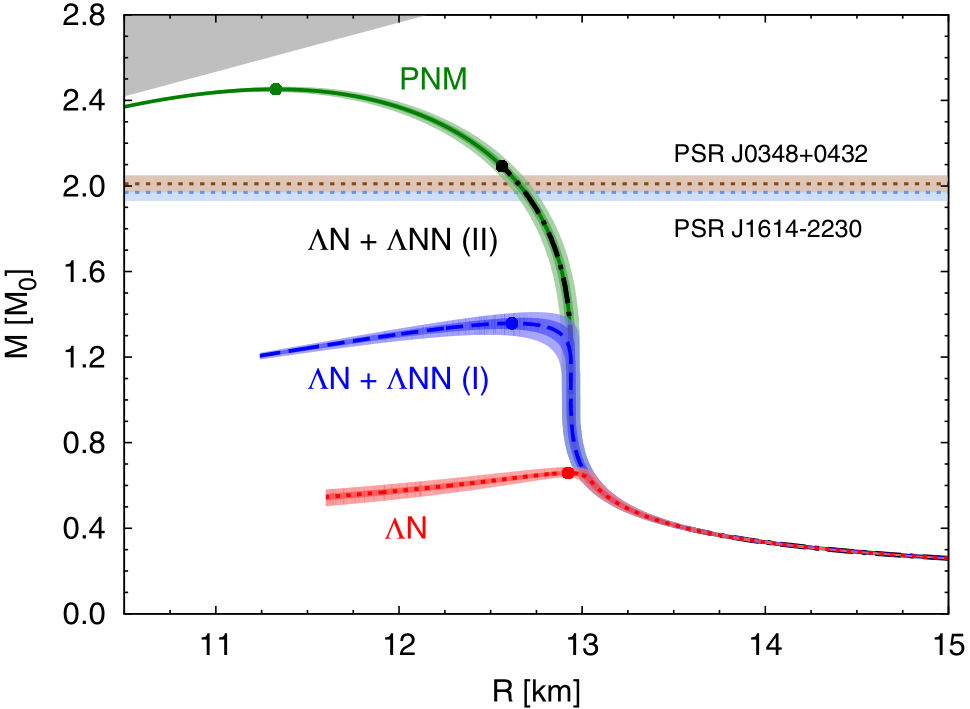 2.8
2.4
2.0
1.6
1.2
0.8
0.4
0.0
M [M₀]
PNM
PSR J0348+0432
PSR J1614-2230
ΛN + ΛNN (II)
ΛN + ΛNN (I)
ΛN
11 12 13 14 15
R [km]